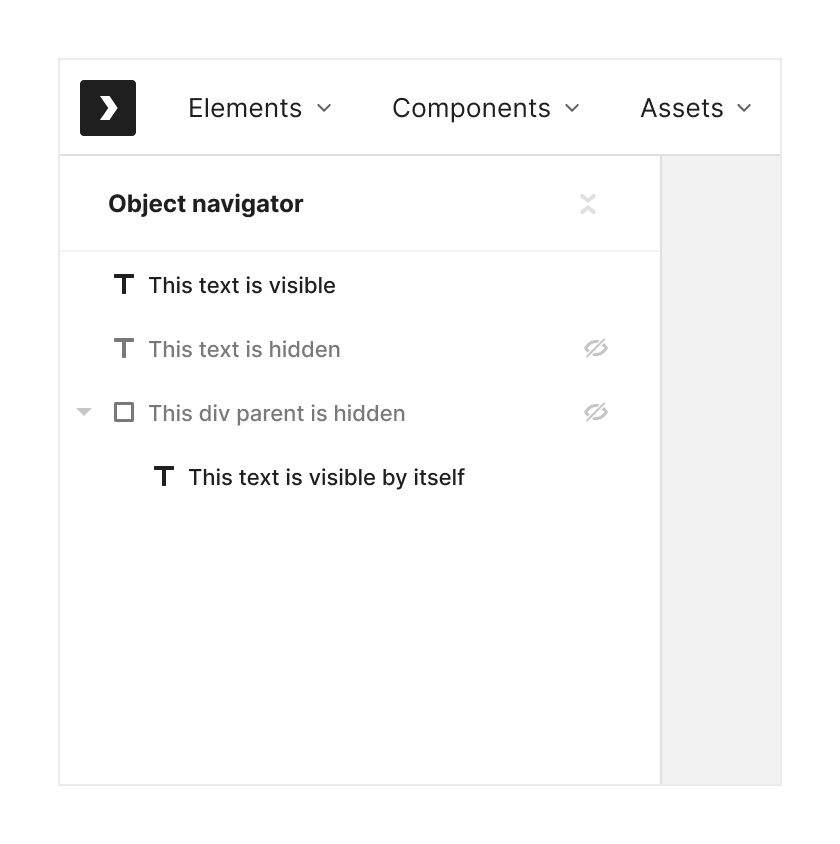 Elements
Components
Assets
Object navigator
This text is visible
This text is hidden
This div parent is hidden
This text is visible by itself